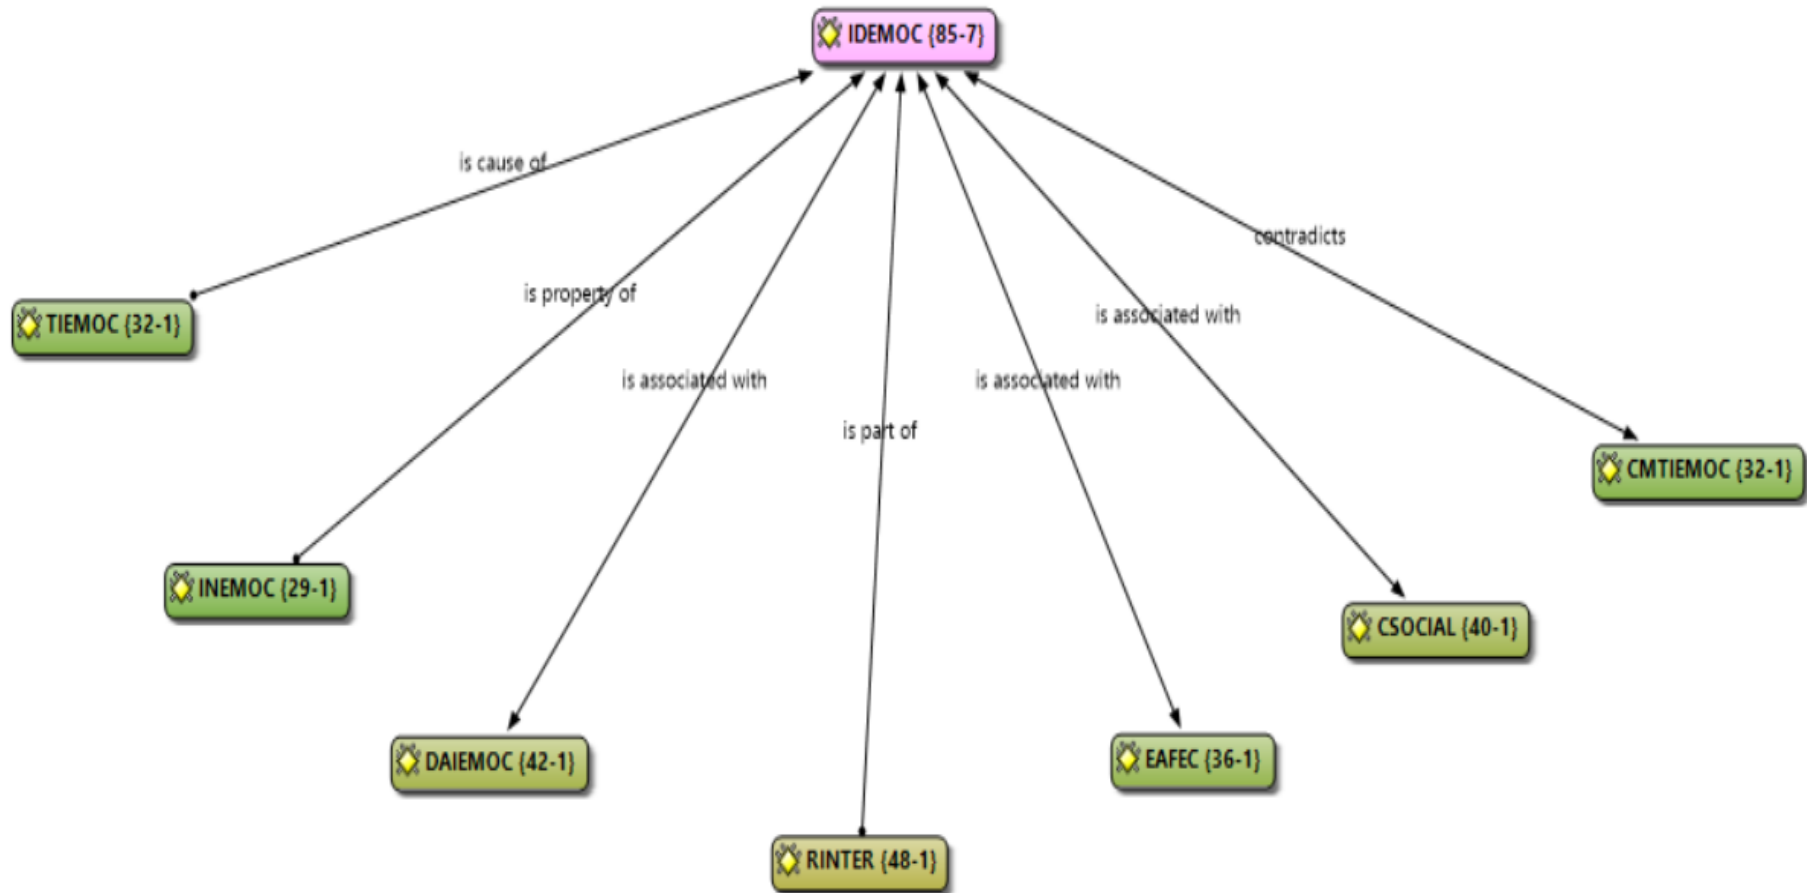 IDEMOC {85-7}
is cause of
contradicts
is property of
is associated with
TIEMOC {32-1}
is associated with
is associated with
is part of
CMTIEMOC {32-1}
INEMOC {29-1}
CSOCIAL {40-1}
DAIEMOC {42-1}
EAFEC {36-1}
RINTER {48-1}